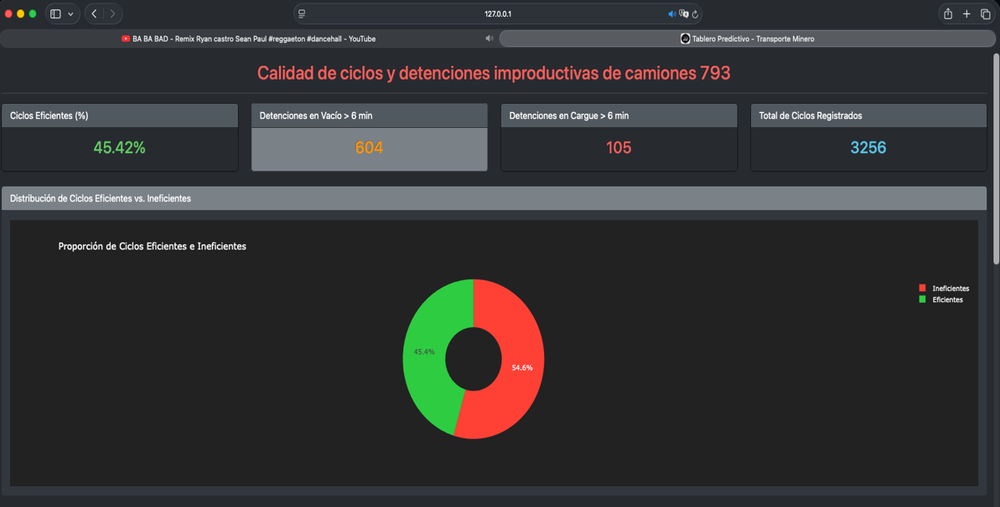 127.0.0.1
BA BA BAD - Remix Ryan castro Sean Paul #reggaeton #dancehall - YouTube
Tablero Predictivo - Transporte Minero
Calidad de ciclos y detenciones improductivas de camiones 793
Ciclos Eficientes (%)
45.42%
Detenciones en Vacío > 6 min
604
Detenciones en Cargue > 6 min
105
Total de Ciclos Registrados
3256
Distribución de Ciclos Eficientes vs. Ineficientes
Proporción de Ciclos Eficientes e Ineficientes
Ineficientes
Eficientes
45.4%
54.6%